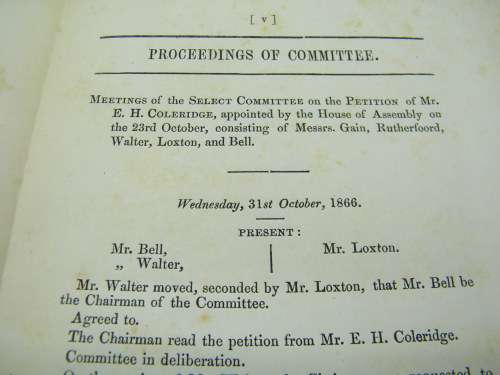 [ v ]
PROCEEDINGS OF COMMITTEE.
MEETINGS of the SELECT COMMITTEE on the PETITION of Mr.
E. H. COLERIDGE, appointed by the House of Assembly on
the 23rd October, consisting of Messrs. Gain, Rutherfoord,
Walter, Loxton, and Bell.
Wednesday, 31st October, 1866.
PRESENT:
Mr. Bell, Mr. Loxton.
„ Walter,
Mr. Walter moved, seconded by Mr. Loxton, that Mr. Bell be
the Chairman of the Committee.
Agreed to.
The Chairman read the petition from Mr. E. H. Coleridge.
Committee in deliberation.